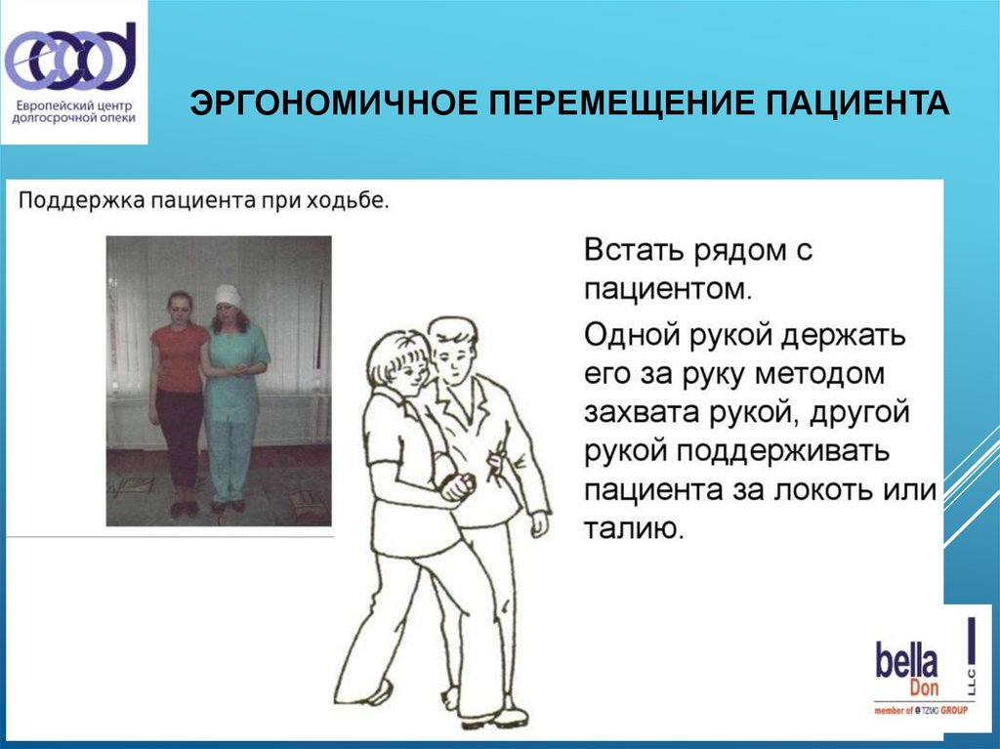 Европейский центр
долгосрочной опеки
ЭРГОНОМИЧНОЕ ПЕРЕМЕЩЕНИЕ ПАЦИЕНТА
Поддержка пациента при ходьбе.
Встать рядом с
пациентом.
Одной рукой держать
его за руку методом
захвата рукой, другой
рукой поддерживать
пациента за локоть или
талию.
bella
Don
LLC
member of TZMO GROUP